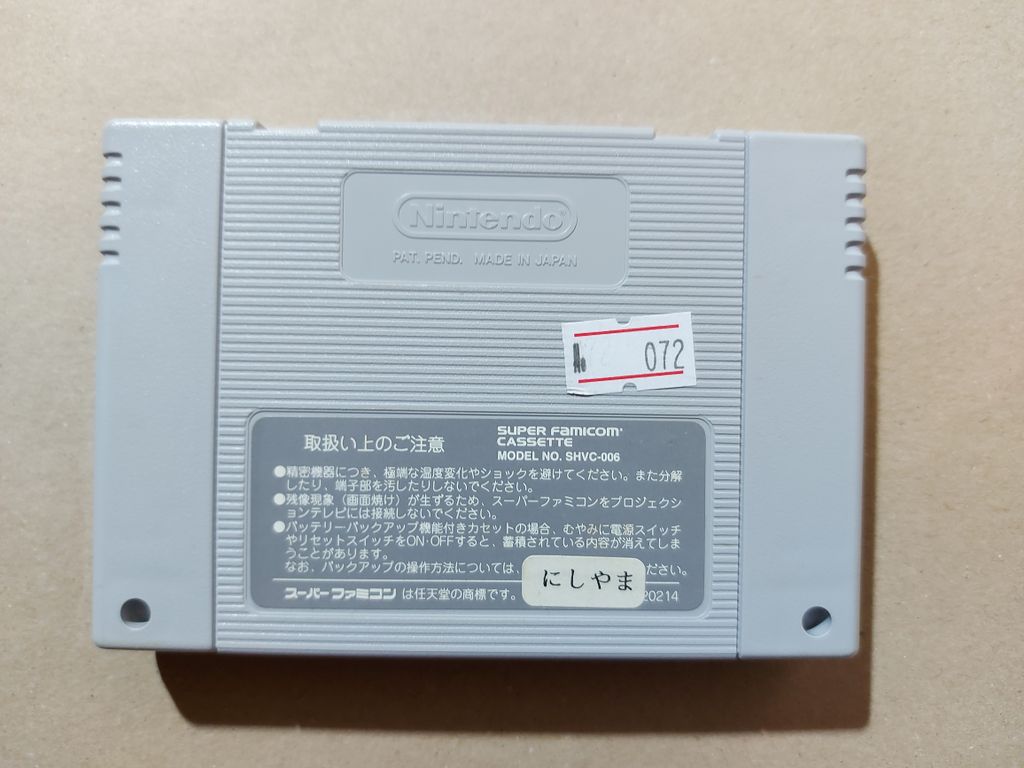 Nintendo®
PAT. PEND. MADE IN JAPAN
072
取扱い上のご注意
SUPER FAMICOM
CASSETTE
MODEL NO. SHVC-006
●精密機器につき、極端な温度変化やショックを避けてください。また分解
したり、端子部を汚したりしないでください。
●残像現象（画面焼け）が生ずるため、スーパーファミコンをプロジェクシ
ョンテレビには接続しないでください。
●バッテリーバックアップ機能付きカセットの場合、むやみに電源スイッチ
やリセットスイッチをON·OFFすると、蓄積されている内容が消えてしま
うことがあります。
なお、バックアップの操作方法については、 ださい。
にしやま
スーパーファミコン は任天堂の商標です。 20214